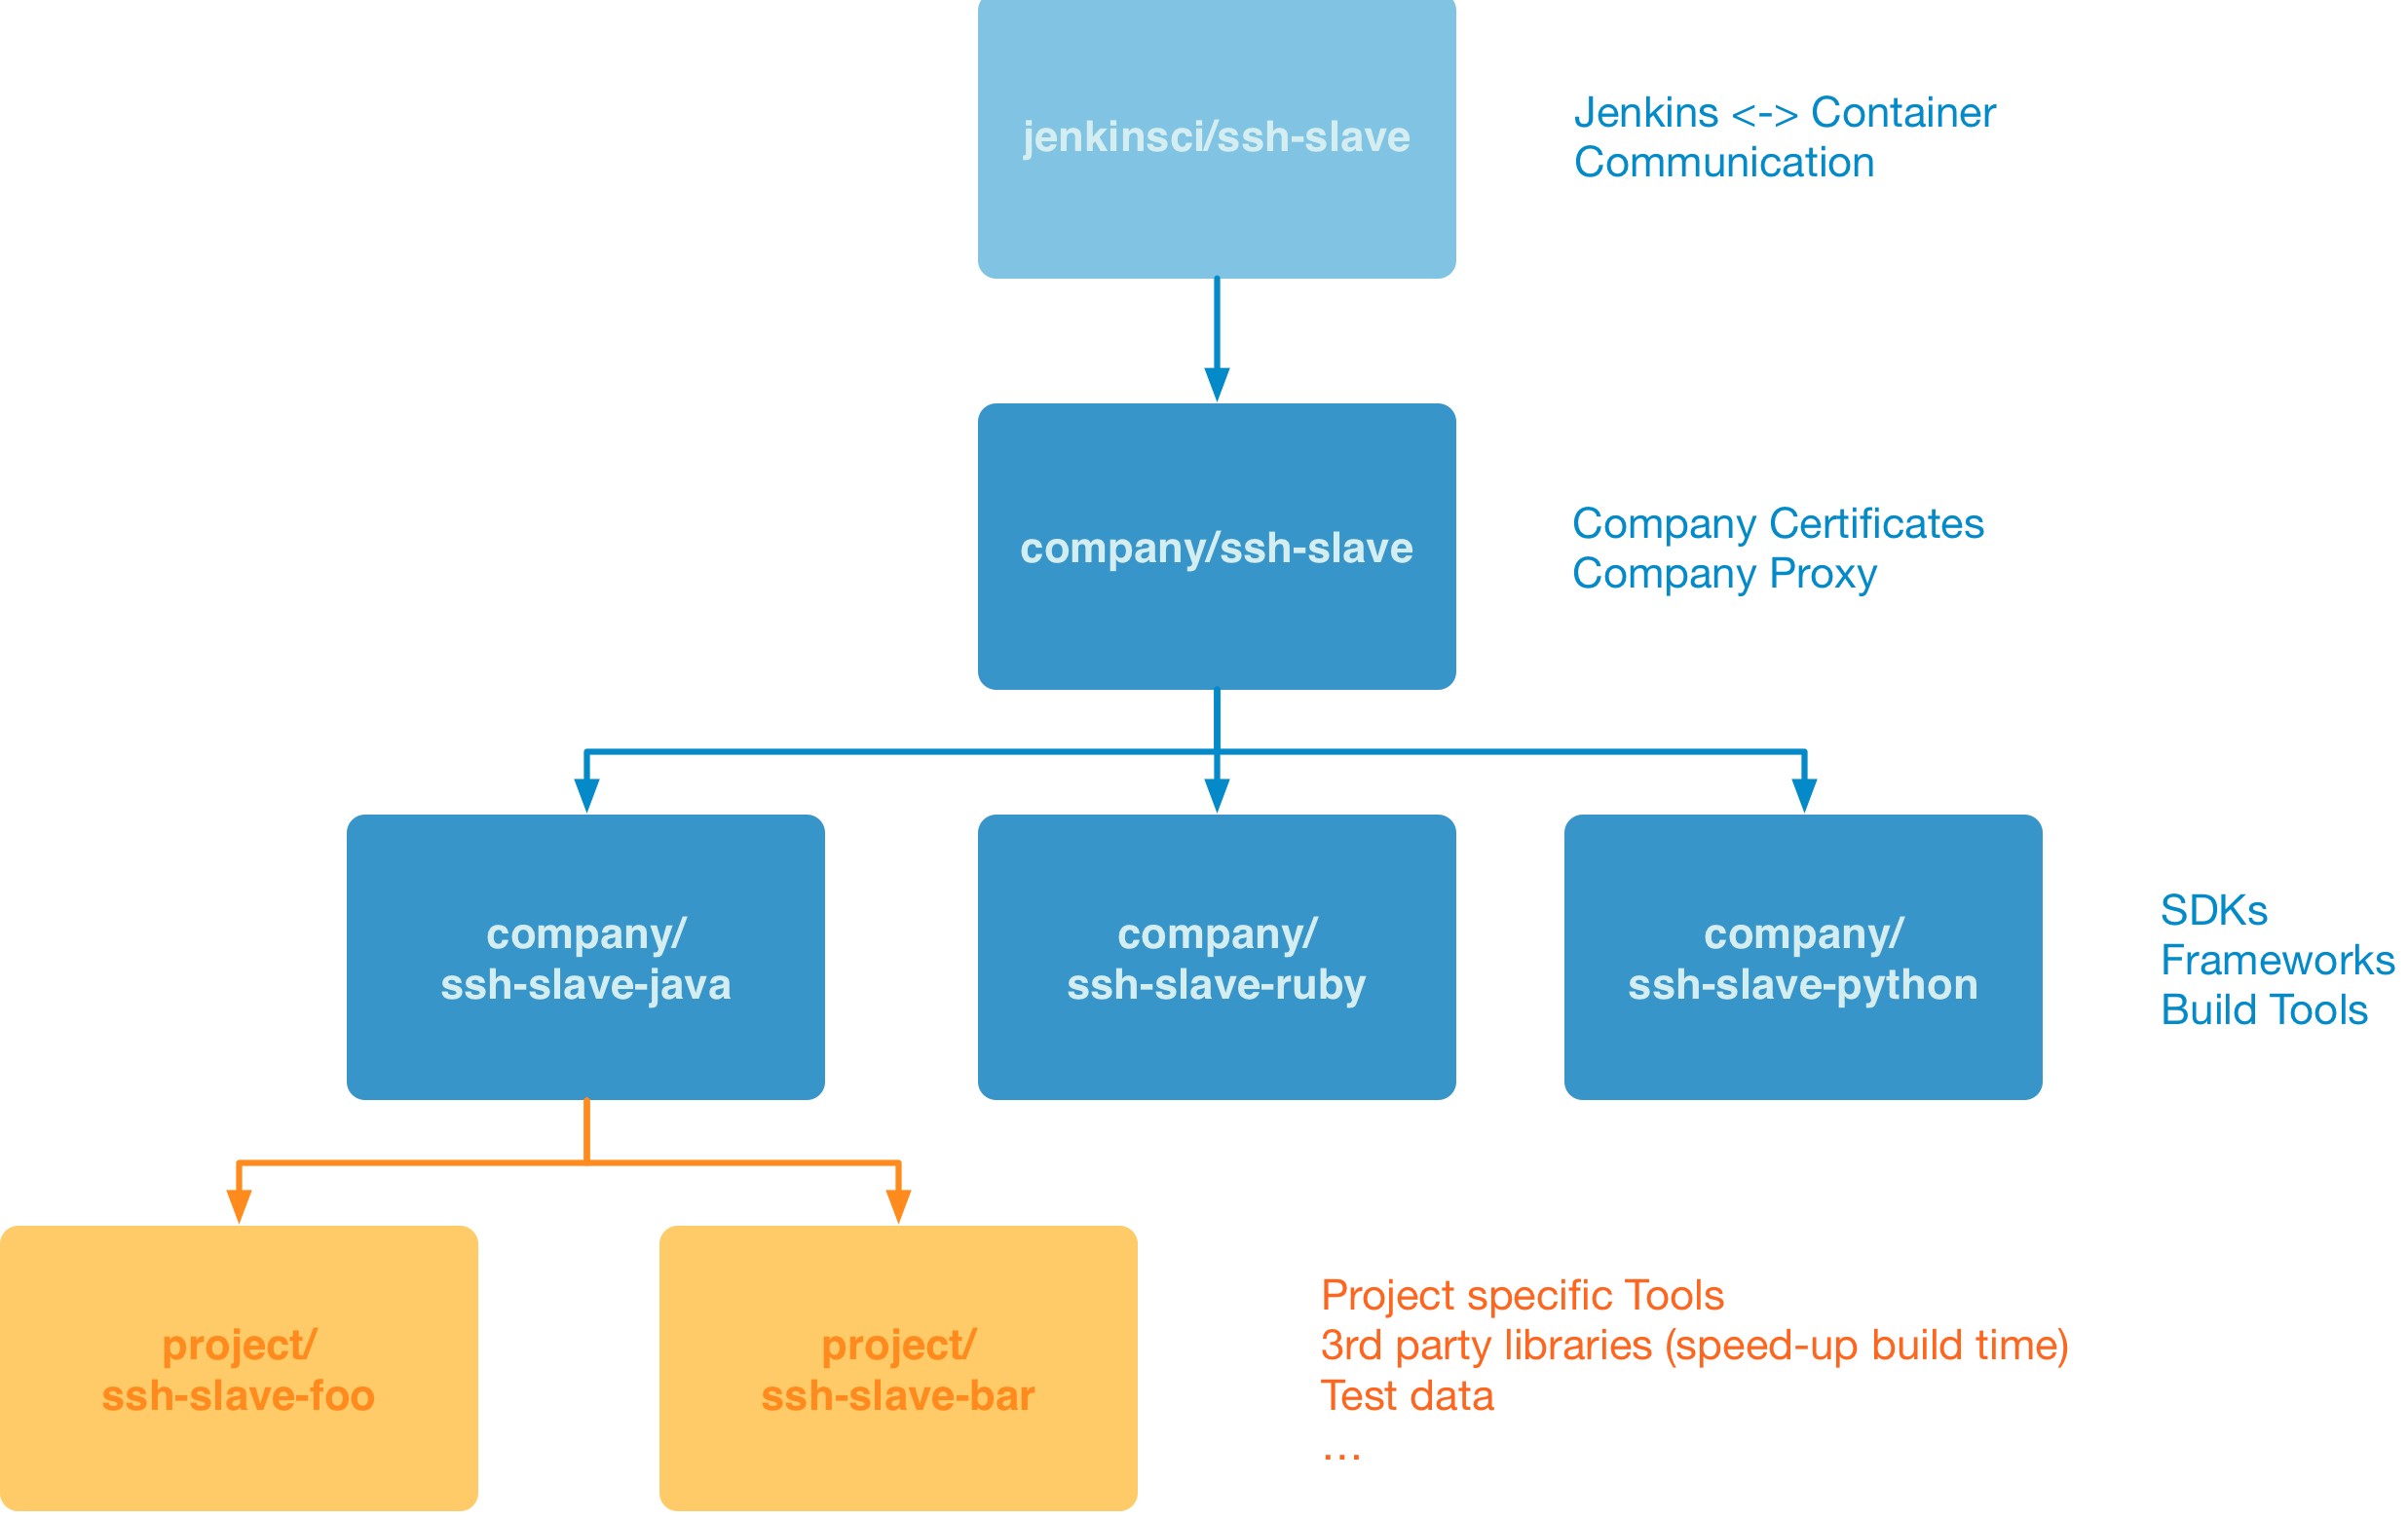 jenkinsci/ssh-slave
Jenkins <-> Container
Communication
company/ssh-slave
Company Certificates
Company Proxy
company/
ssh-slave-java
company/
ssh-slave-ruby
company/
ssh-slave-python
SDKs
Frameworks
Build Tools
project/
ssh-slave-foo
project/
ssh-slave-bar
Project specific Tools
3rd party libraries (speed-up build time)
Test data
...